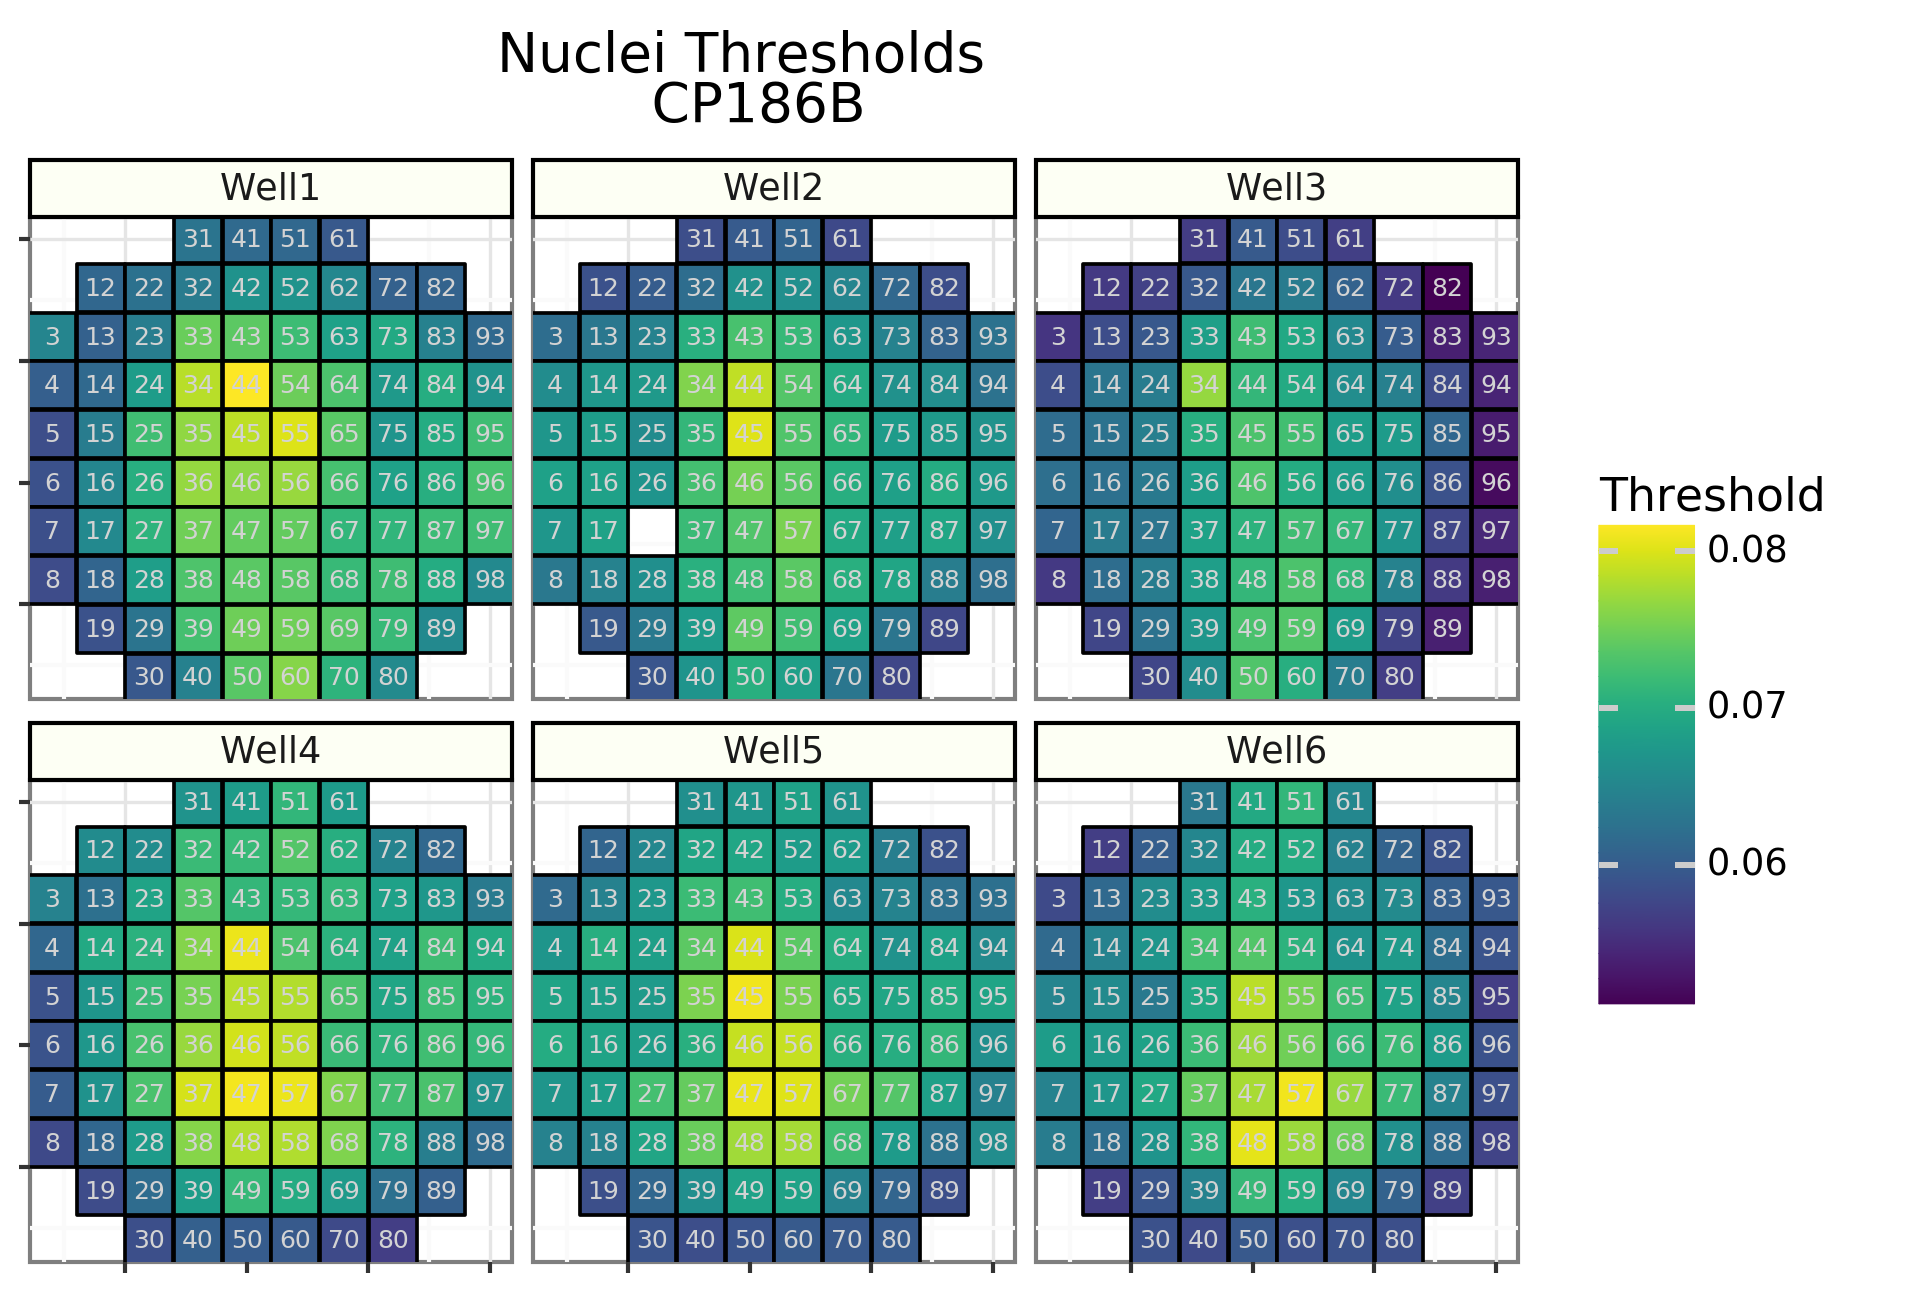 Nuclei Thresholds
CP186B
Well1 Well2 Well3
31 41 51 61 31 41 51 61 31 41 51 61
12 22 32 42 52 62 72 82 12 22 32 42 52 62 72 82 12 22 32 42 52 62 72 82
3 13 23 33 43 53 63 73 83 93 3 13 23 33 43 53 63 73 83 93 3 13 23 33 43 53 63 73 83 93
4 14 24 34 44 54 64 74 84 94 4 14 24 34 44 54 64 74 84 94 4 14 24 34 44 54 64 74 84 94
5 15 25 35 45 55 65 75 85 95 5 15 25 35 45 55 65 75 85 95 5 15 25 35 45 55 65 75 85 95
6 16 26 36 46 56 66 76 86 96 6 16 26 36 46 56 66 76 86 96 6 16 26 36 46 56 66 76 86 96
7 17 27 37 47 57 67 77 87 97 7 17 37 47 57 67 77 87 97 7 17 27 37 47 57 67 77 87 97
8 18 28 38 48 58 68 78 88 98 8 18 28 38 48 58 68 78 88 98 8 18 28 38 48 58 68 78 88 98
19 29 39 49 59 69 79 89 19 29 39 49 59 69 79 89 19 29 39 49 59 69 79 89
30 40 50 60 70 80 30 40 50 60 70 80 30 40 50 60 70 80
Well4 Well5 Well6
31 41 51 61 31 41 51 61 31 41 51 61
12 22 32 42 52 62 72 82 12 22 32 42 52 62 72 82 12 22 32 42 52 62 72 82
3 13 23 33 43 53 63 73 83 93 3 13 23 33 43 53 63 73 83 93 3 13 23 33 43 53 63 73 83 93
4 14 24 34 44 54 64 74 84 94 4 14 24 34 44 54 64 74 84 94 4 14 24 34 44 54 64 74 84 94
5 15 25 35 45 55 65 75 85 95 5 15 25 35 45 55 65 75 85 95 5 15 25 35 45 55 65 75 85 95
6 16 26 36 46 56 66 76 86 96 6 16 26 36 46 56 66 76 86 96 6 16 26 36 46 56 66 76 86 96
7 17 27 37 47 57 67 77 87 97 7 17 27 37 47 57 67 77 87 97 7 17 27 37 47 57 67 77 87 97
8 18 28 38 48 58 68 78 88 98 8 18 28 38 48 58 68 78 88 98 8 18 28 38 48 58 68 78 88 98
19 29 39 49 59 69 79 89 19 29 39 49 59 69 79 89 19 29 39 49 59 69 79 89
30 40 50 60 70 80 30 40 50 60 70 80 30 40 50 60 70 80
Threshold
0.08
0.07
0.06